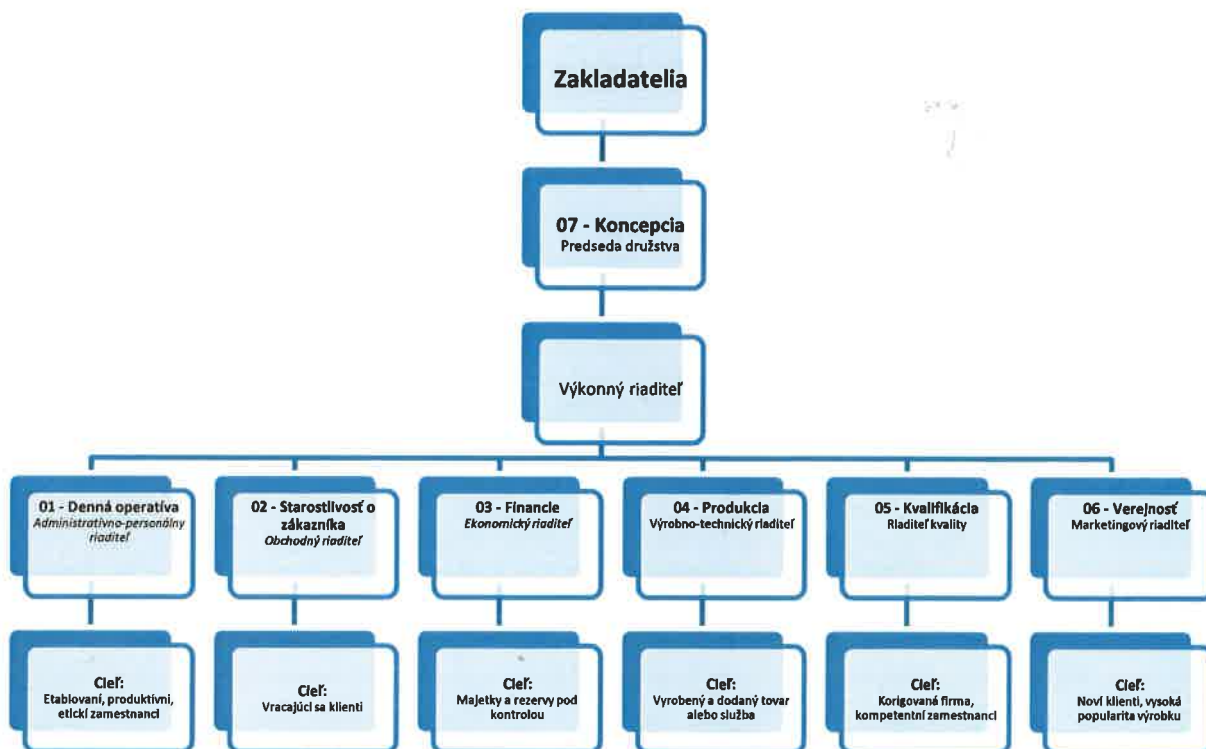 Zakladatelia
07 - Koncepcia
Predseda družstva
Výkonný riaditeľ
01 - Denná operatíva
Administratívno-personálny
riaditeľ
02 - Starostlivosť o
zákazníka
Obchodný riaditeľ
03 - Financie
Ekonomický riaditeľ
04 - Produkcia
Výrobno-technický riaditeľ
05 - Kvalifikácia
Riaditeľ kvality
06 - Verejnosť
Marketingový riaditeľ
Cieľ:
Etablovaní, produktívni,
etickí zamestnanci
Cieľ:
Vracajúci sa klienti
Cieľ:
Majetky a rezervy pod
kontrolou
Cieľ:
Vyrobený a dodaný tovar
alebo služba
Cieľ:
Korigovaná firma,
kompetentní zamestnanci
Cieľ:
Noví klienti, vysoká
popularita výrobku